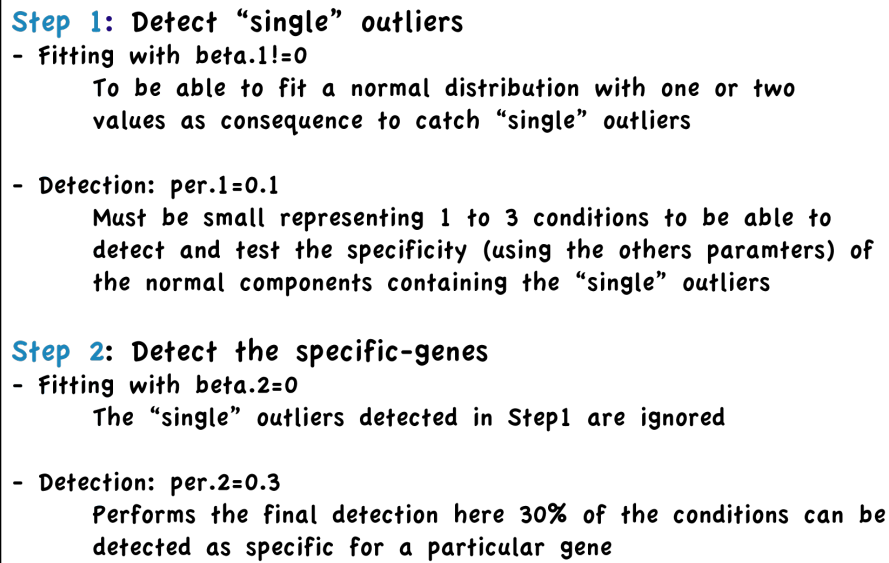 Step 1: Detect “single” outliers
- Fitting with beta.1!=0
To be able to fit a normal distribution with one or two
values as consequence to catch “single” outliers
- Detection: per.1=0.1
Must be small representing 1 to 3 conditions to be able to
detect and test the specificity (using the others paramters) of
the normal components containing the “single” outliers
Step 2: Detect the specific-genes
- Fitting with beta.2=0
The “single” outliers detected in Step1 are ignored
- Detection: per.2=0.3
Performs the final detection here 30% of the conditions can be
detected as specific for a particular gene